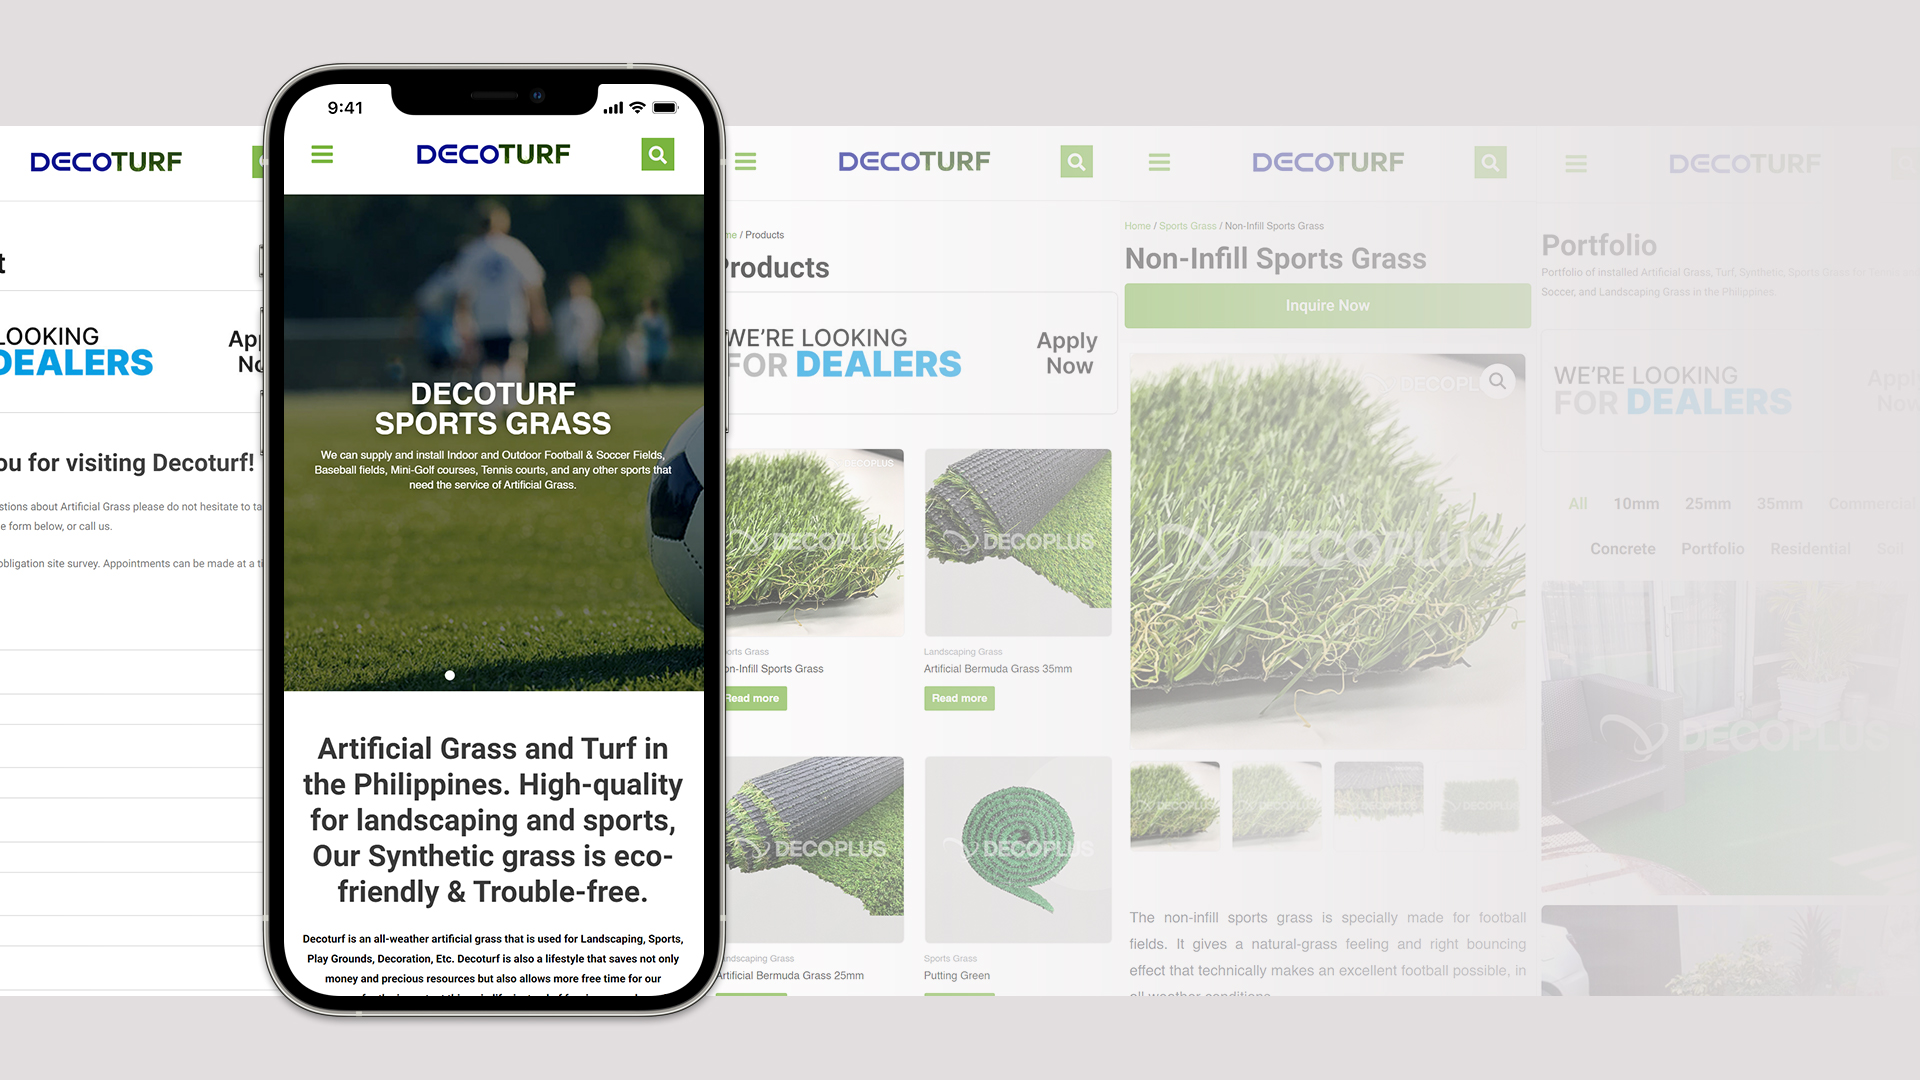 DECOTURF
t
LOOKING
DEALERS
App
No
ou for visiting Decoturf!
stions about Artificial Grass please do not hesitate to ta
e form below, or call us.
obligation site survey. Appointments can be made at a ti
9:41
DECOTURF
DECOTURF
SPORTS GRASS
We can supply and install Indoor and Outdoor Football & Soccer Fields,
Baseball fields, Mini-Golf courses, Tennis courts, and any other sports that
need the service of Artificial Grass.
Artificial Grass and Turf in
the Philippines. High-quality
for landscaping and sports,
Our Synthetic grass is eco-
friendly & Trouble-free.
Decoturf is an all-weather artificial grass that is used for Landscaping, Sports,
Play Grounds, Decoration, Etc. Decoturf is also a lifestyle that saves not only
money and precious resources but also allows more free time for our
DECOTURF
me / Products
Products
WE'RE LOOKING
FOR DEALERS
Apply
Now
DECOPLUS
DECOPLUS
DECOPLUS
orts Grass
on-Infill Sports Grass
Read more
Landscaping Grass
Artificial Bermuda Grass 35mm
Read more
DECOPLUS
DECOPLUS
ndscaping Grass
Artificial Bermuda Grass 25mm
Sports Grass
Putting Green
DECOTURF
Home / Sports Grass / Non-Infill Sports Grass
Non-Infill Sports Grass
Inquire Now
DECOPL
DECOPLUS
The non-infill sports grass is specially made for football
fields. It gives a natural-grass feeling and right bouncing
effect that technically makes an excellent football possible, in
all weather conditions
DECOTURF
Portfolio
Portfolio of installed Artificial Grass, Turf, Synthetic, Sports Grass for
Soccer, and Landscaping Grass in the Philippines.
WE'RE LOOKING
FOR DEALERS
Apply
Now
All 10mm 25mm 35mm Commercial
Concrete Portfolio Residential Soil
DECOPLUS